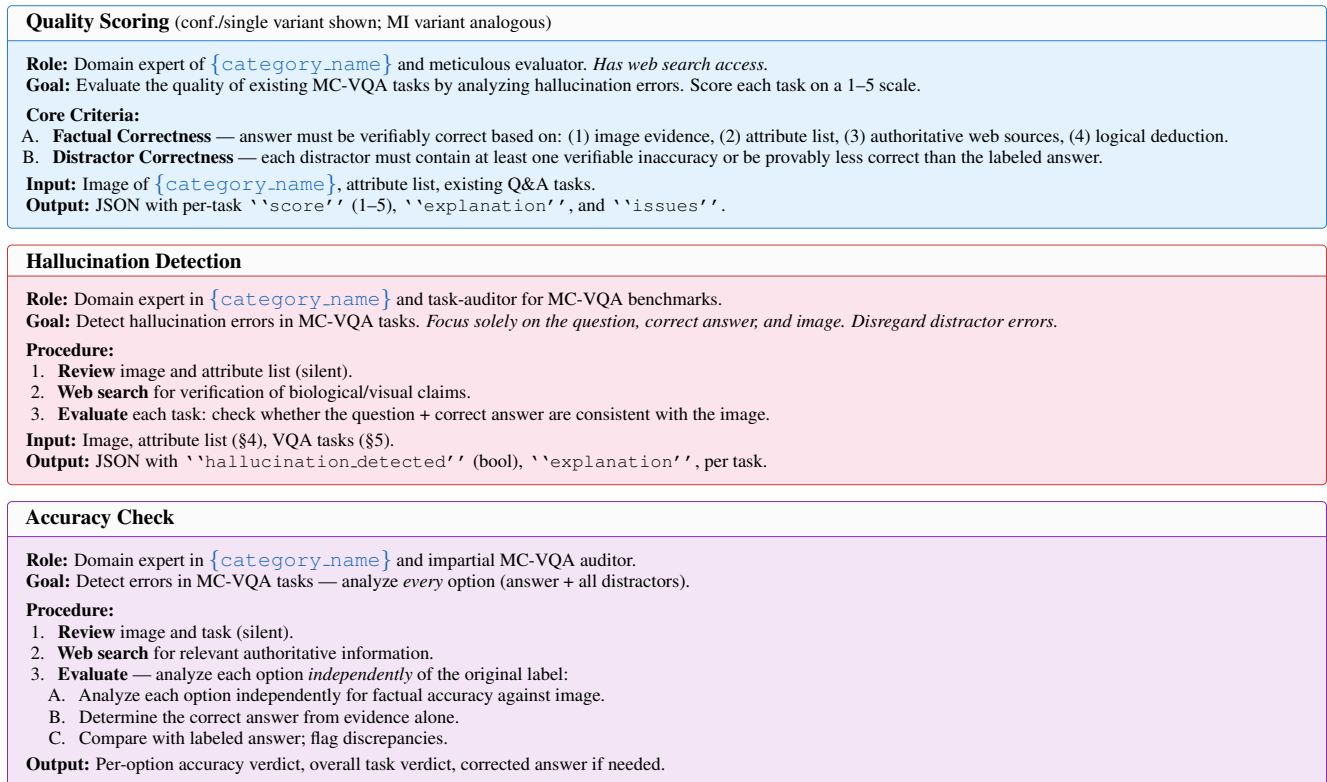 Quality Scoring (conf./single variant shown; MI variant analogous)
Role: Domain expert of {category_name} and meticulous evaluator. Has web search access.
Goal: Evaluate the quality of existing MC-VQA tasks by analyzing hallucination errors. Score each task on a 1–5 scale.
Core Criteria:
A. Factual Correctness — answer must be verifiably correct based on: (1) image evidence, (2) attribute list, (3) authoritative web sources, (4) logical deduction.
B. Distractor Correctness — each distractor must contain at least one verifiable inaccuracy or be provably less correct than the labeled answer.
Input: Image of {category_name}, attribute list, existing Q&A tasks.
Output: JSON with per-task ‘‘score’’ (1–5), ‘‘explanation’’, and ‘‘issues’’.
Hallucination Detection
Role: Domain expert in {category_name} and task-auditor for MC-VQA benchmarks.
Goal: Detect hallucination errors in MC-VQA tasks. Focus solely on the question, correct answer, and image. Disregard distractor errors.
Procedure:
1. Review image and attribute list (silent).
2. Web search for verification of biological/visual claims.
3. Evaluate each task: check whether the question + correct answer are consistent with the image.
Input: Image, attribute list (§4), VQA tasks (§5).
Output: JSON with ‘‘hallucination_detected’’ (bool), ‘‘explanation’’, per task.
Accuracy Check
Role: Domain expert in {category_name} and impartial MC-VQA auditor.
Goal: Detect errors in MC-VQA tasks — analyze every option (answer + all distractors).
Procedure:
1. Review image and task (silent).
2. Web search for relevant authoritative information.
3. Evaluate — analyze each option independently of the original label:
A. Analyze each option independently for factual accuracy against image.
B. Determine the correct answer from evidence alone.
C. Compare with labeled answer; flag discrepancies.
Output: Per-option accuracy verdict, overall task verdict, corrected answer if needed.